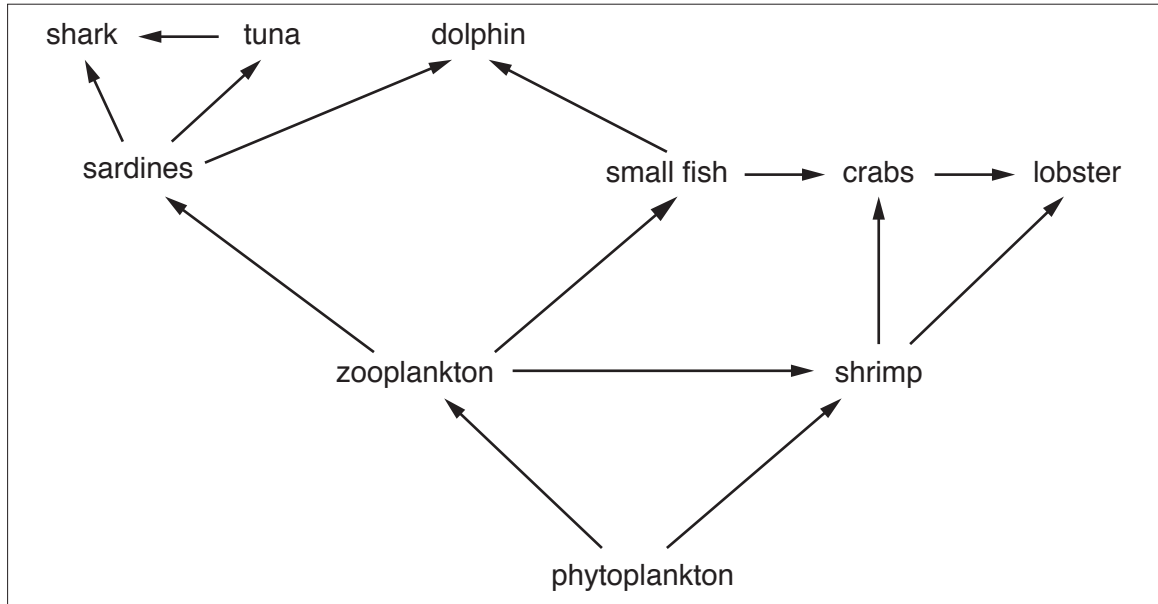 shark tuna dolphin
sardines small fish crabs lobster
zooplankton shrimp
phytoplankton